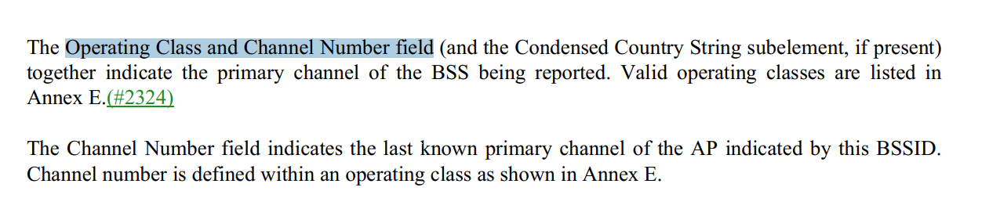 The Operating Class and Channel Number field (and the Condensed Country String subelement, if present)
together indicate the primary channel of the BSS being reported. Valid operating classes are listed in
Annex E.(#2324)
The Channel Number field indicates the last known primary channel of the AP indicated by this BSSID.
Channel number is defined within an operating class as shown in Annex E.